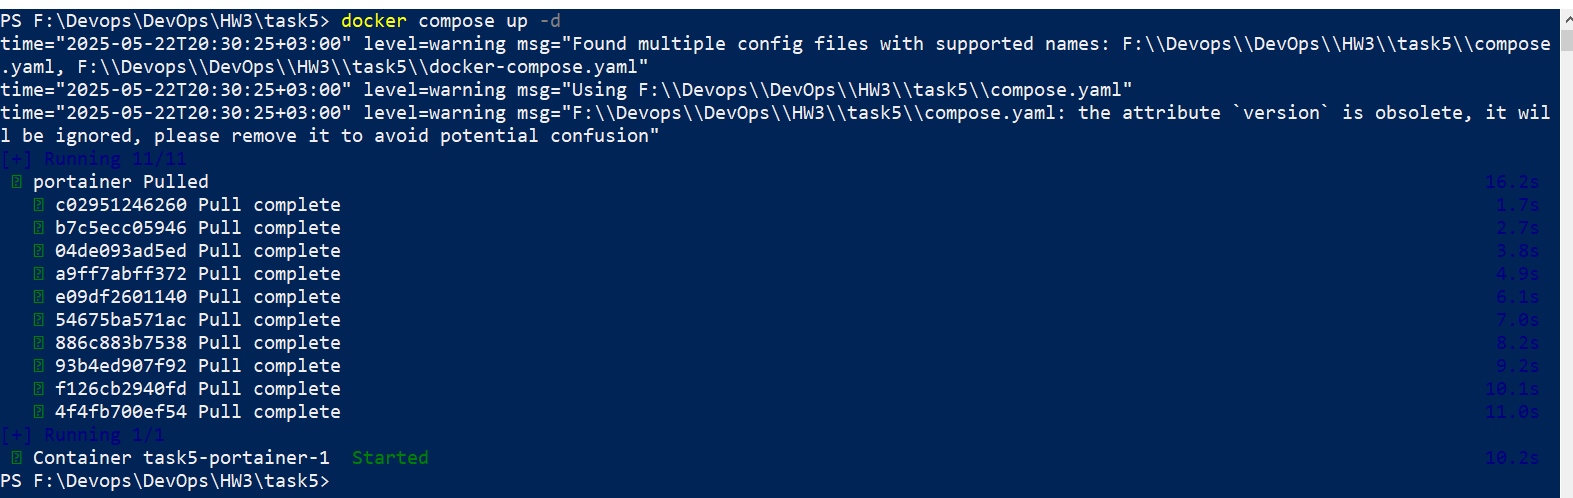 PS F:\Devops\DevOps\HW3\task5> docker compose up -d
time="2025-05-22T20:30:25+03:00" level=warning msg="Found multiple config files with supported names: F:\\Devops\\DevOps\\HW3\\task5\\compose
.yaml, F:\\Devops\\DevOps\\HW3\\task5\\docker-compose.yaml"
time="2025-05-22T20:30:25+03:00" level=warning msg="Using F:\\Devops\\DevOps\\HW3\\task5\\compose.yaml"
time="2025-05-22T20:30:25+03:00" level=warning msg="F:\\Devops\\DevOps\\HW3\\task5\\compose.yaml: the attribute `version` is obsolete, it wil
l be ignored, please remove it to avoid potential confusion"
[+] Running 11/11
portainer Pulled 16.2s
c02951246260 Pull complete 1.7s
b7c5ecc05946 Pull complete 2.7s
04de093ad5ed Pull complete 3.8s
a9ff7abff372 Pull complete 4.9s
e09df2601140 Pull complete 6.1s
54675ba571ac Pull complete 7.0s
886c883b7538 Pull complete 8.2s
93b4ed907f92 Pull complete 9.2s
f126cb2940fd Pull complete 10.1s
4f4fb700ef54 Pull complete 11.0s
[+] Running 1/1
Container task5-portainer-1 Started 10.2s
PS F:\Devops\DevOps\HW3\task5>